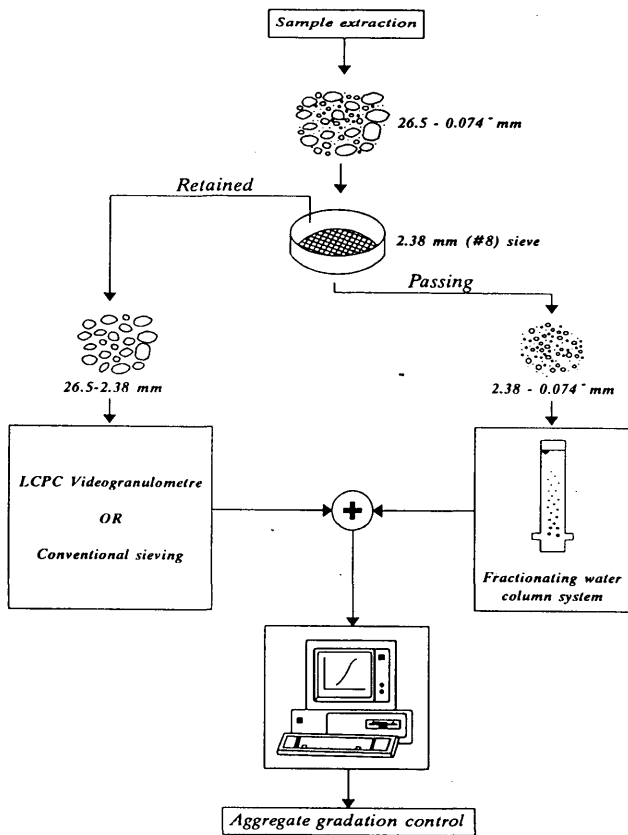 Sample extraction
26.5 - 0.074⁻ mm
Retained
2.38 mm (#8) sieve
Passing
26.5-2.38 mm
2.38 - 0.074⁻ mm
LCPC Videogranulometre
OR
Conventional sieving
+
Fractionating water
column system
Aggregate gradation control